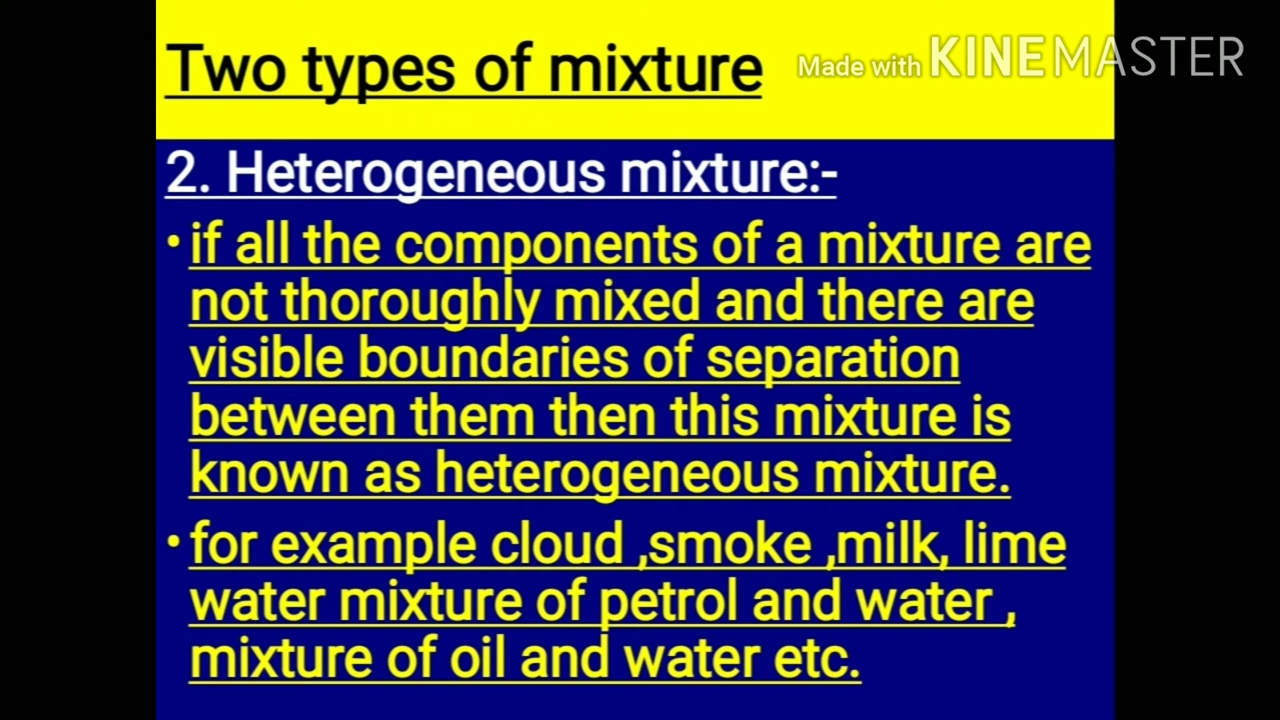 Two types of mixture
Made with KINEMASTER
2. Heterogeneous mixture:-
• if all the components of a mixture are
not thoroughly mixed and there are
visible boundaries of separation
between them then this mixture is
known as heterogeneous mixture.
• for example cloud ,smoke ,milk, lime
water mixture of petrol and water ,
mixture of oil and water etc.